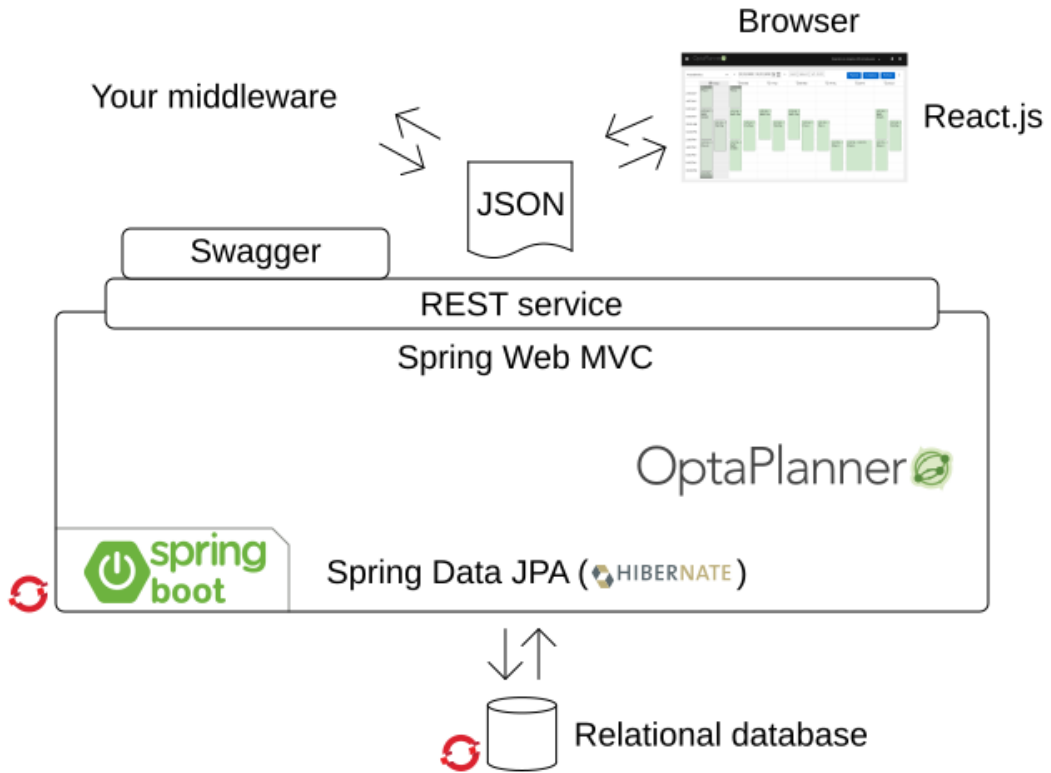 Browser
OptaPlanner
Your middleware
React.js
JSON
Swagger
REST service
Spring Web MVC
OptaPlanner
spring
boot
Spring Data JPA (HIBERNATE)
Relational database